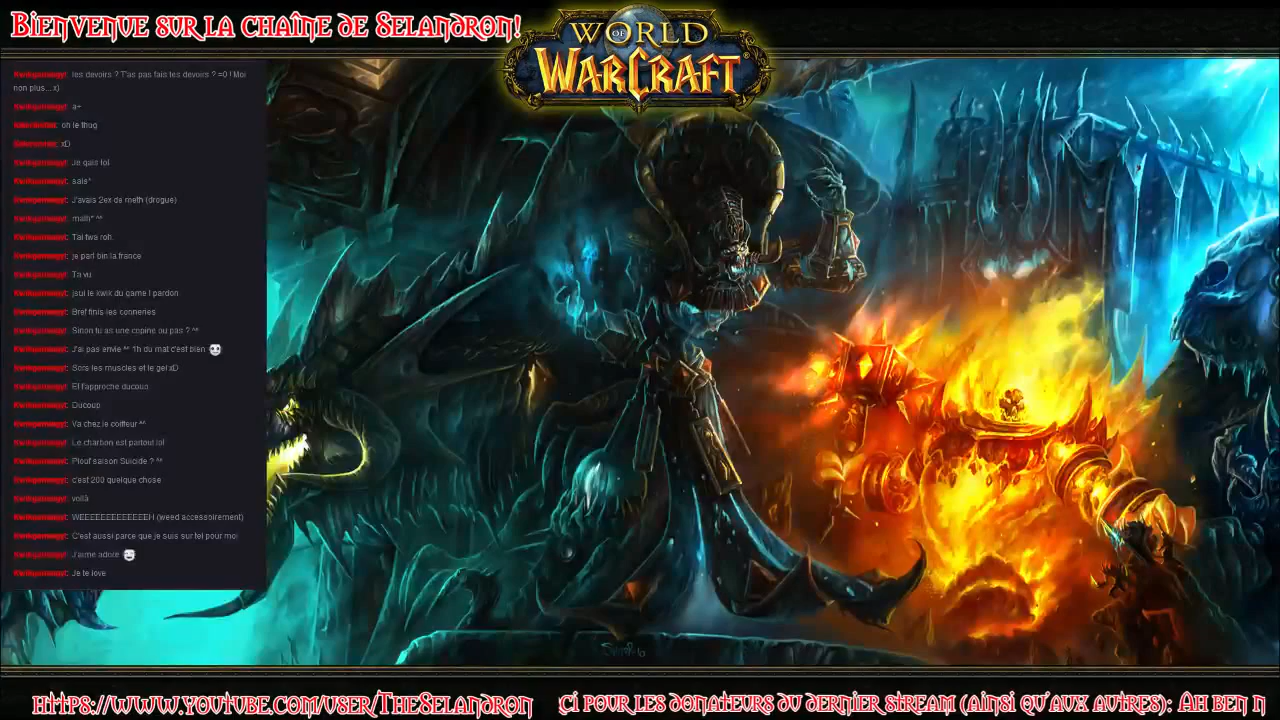 Bienvenue sur la chaîne de Selandron!
WORLD
OF
WARCRAFT
les devoirs ? T'as pas fais tes devoirs ? =0 ! Moi
non plus... x)
a+
oh le thug
xD
Je qais lol
sais*
J'avais 2ex de meth (drogue)
math* ^^
Tai twa roh.
je parl bin la france
Ta vu
jsui le kwik du game ! pardon
Bref finis les conneries
Sinon tu as une copine ou pas ? ^^
J'ai pas envie ^^ 1h du mat c'est bien
Sors les muscles et le gel xD
Et t'approche ducoup
Ducoup
Va chez le coiffeur ^^
Le charbon est partout lol
Plouf saison Suicide ? ^^
c'est 200 quelque chose
voilà
WEEEEEEEEEEEEEH (weed accessoirement)
C'est aussi parce que je suis sur tel pour moi
J'aime adore
Je te love
https://www.youtube.com/user/TheSelandron
Ci pour les donateurs du dernier stream (ainsi qu'aux autres): Ah ben n